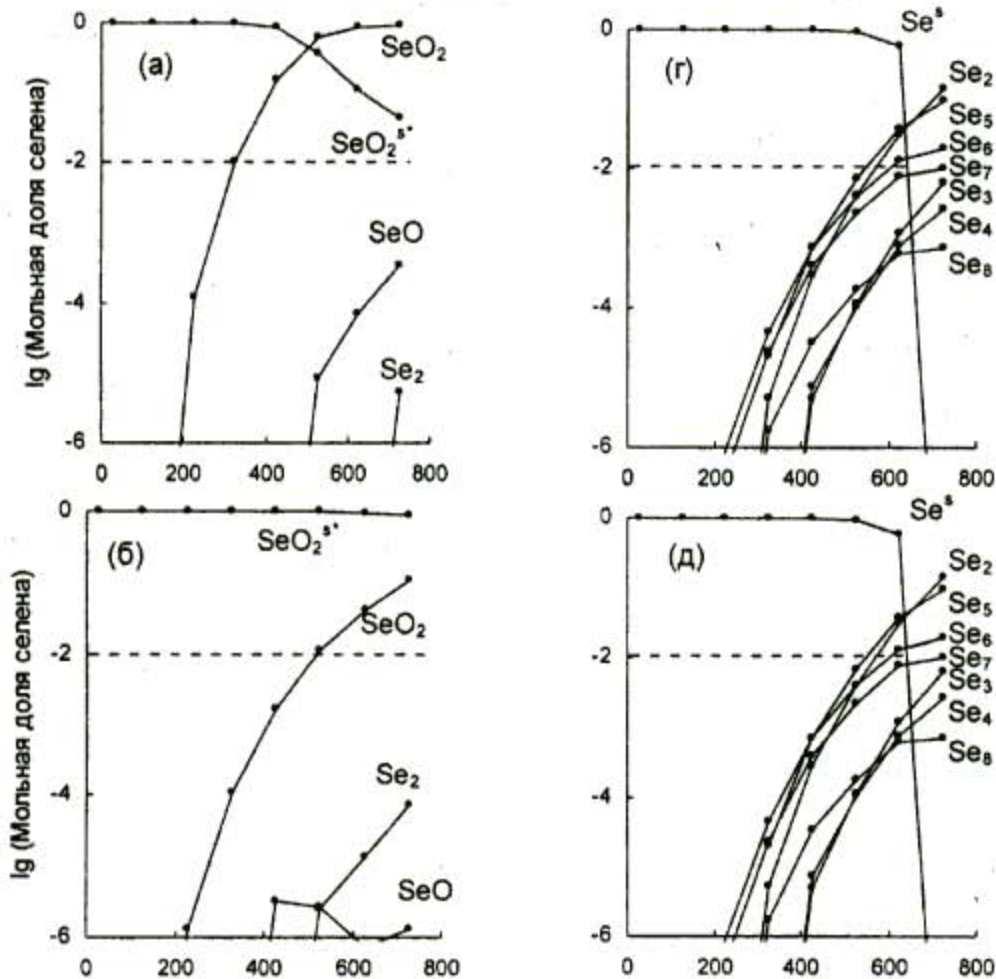 lg (Мольная доля селена)
0
-2
-4
-6
(а)
SeO₂
SeO₂ˢ*
SeO
Se₂
0 200 400 600 800
0
-2
-4
-6
(г)
Seˢ
Se₂
Se₅
Se₆
Se₇
Se₃
Se₄
Se₈
0 200 400 600 800
lg (Мольная доля селена)
0
-2
-4
-6
(б)
SeO₂ˢ*
SeO₂
Se₂
SeO
0 200 400 600 800
0
-2
-4
-6
(д)
Seˢ
Se₂
Se₅
Se₆
Se₇
Se₃
Se₄
Se₈
0 200 400 600 800